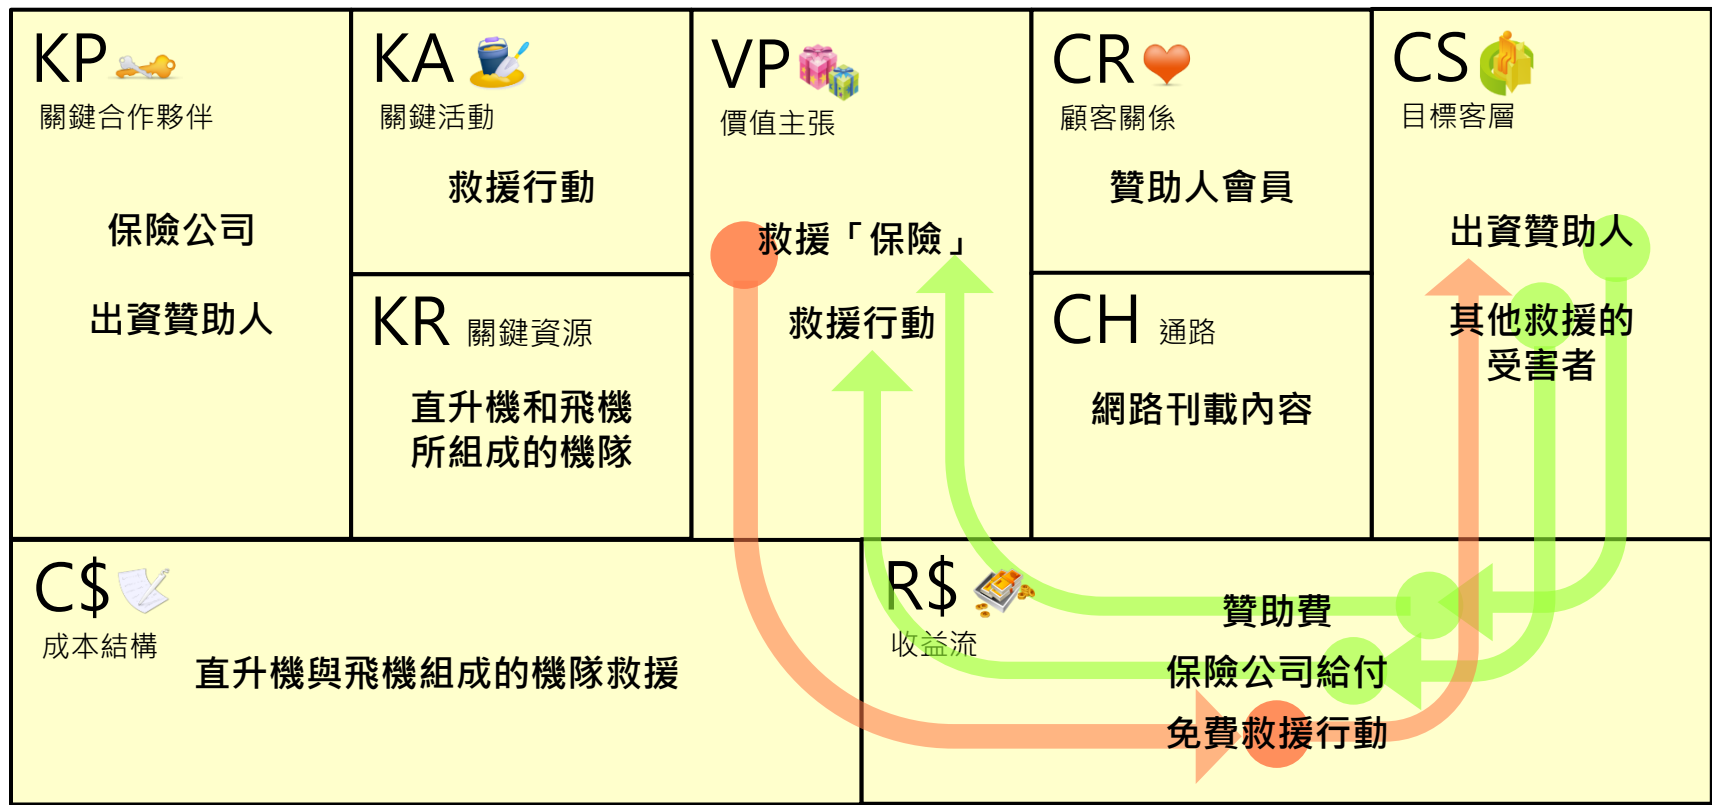 KP
關鍵合作夥伴
保險公司
出資贊助人
KA
關鍵活動
救援行動
KR 關鍵資源
直升機和飛機
所組成的機隊
VP
價值主張
救援「保險」
救援行動
CR
顧客關係
贊助人會員
CH 通路
網路刊載內容
CS
目標客層
出資贊助人
其他救援的
受害者
C$
成本結構
直升機與飛機組成的機隊救援
R$
收益流
贊助費
保險公司給付
免費救援行動